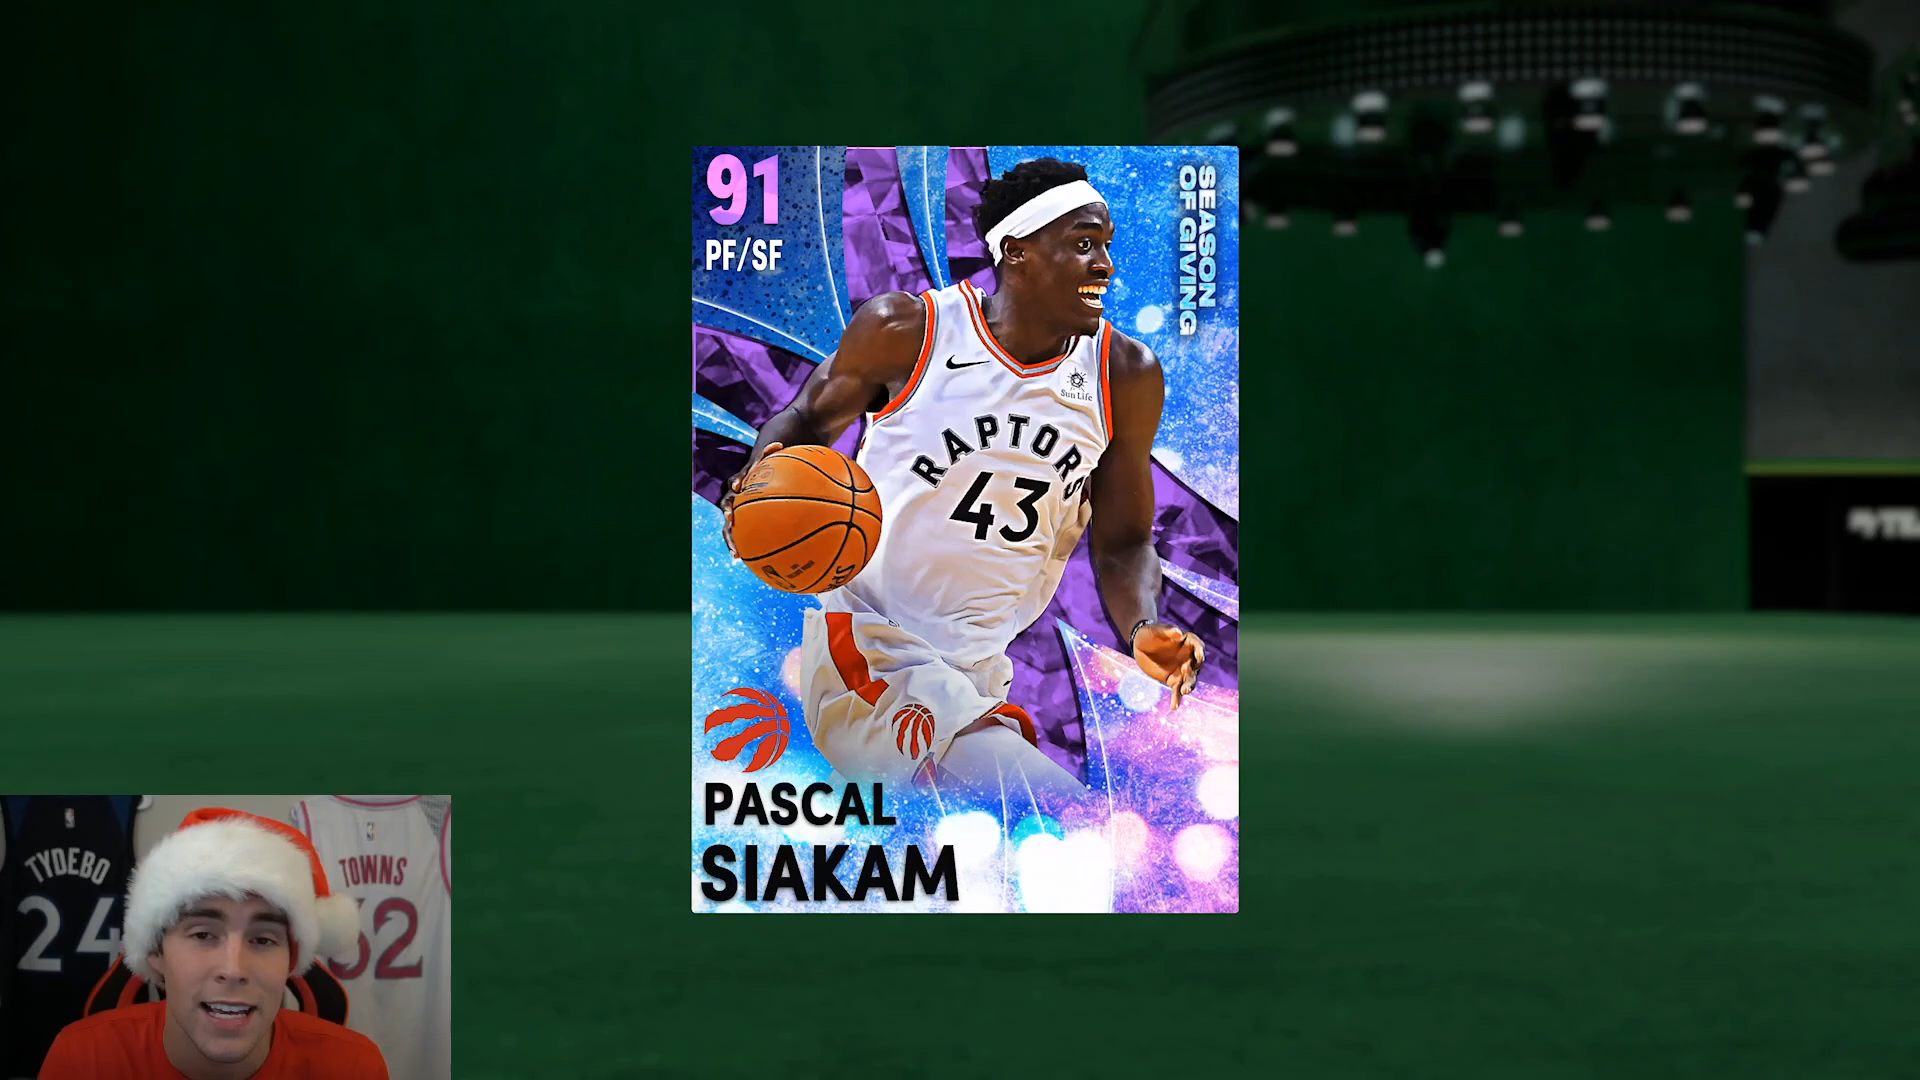 91
PF/SF
SEASON
OF GIVING
Sun Life
RAPTORS
43
PASCAL
SIAKAM
TYDEBO
24
TOWNS
32